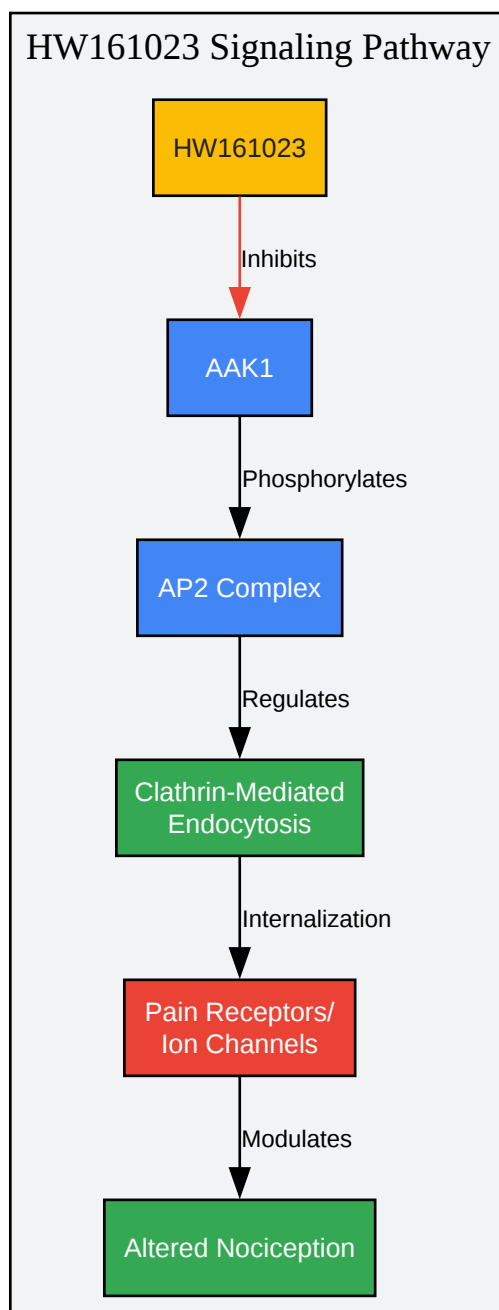 HW161023 Signaling Pathway
HW161023
Inhibits
AAK1
Phosphorylates
AP2 Complex
Regulates
Clathrin-Mediated
Endocytosis
Internalization
Pain Receptors/
Ion Channels
Modulates
Altered Nociception